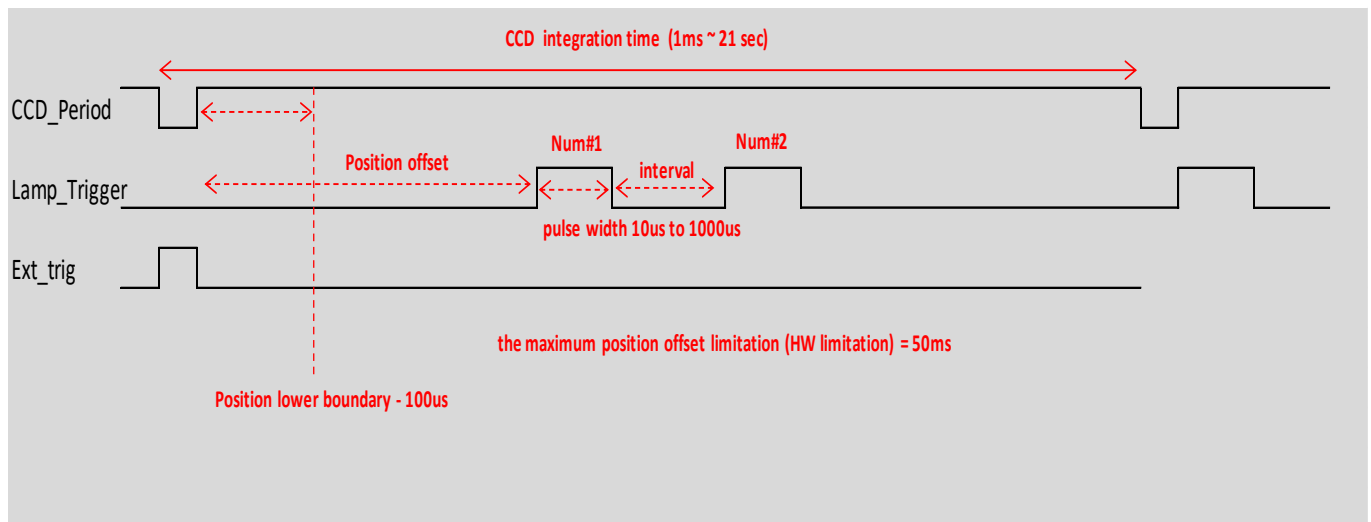 CCD integration time (1ms ~ 21 sec)
CCD_Period
Num#1
Num#2
Position offset
interval
Lamp_Trigger
pulse width 10us to 1000us
Ext_trig
the maximum position offset limitation (HW limitation) = 50ms
Position lower boundary - 100us